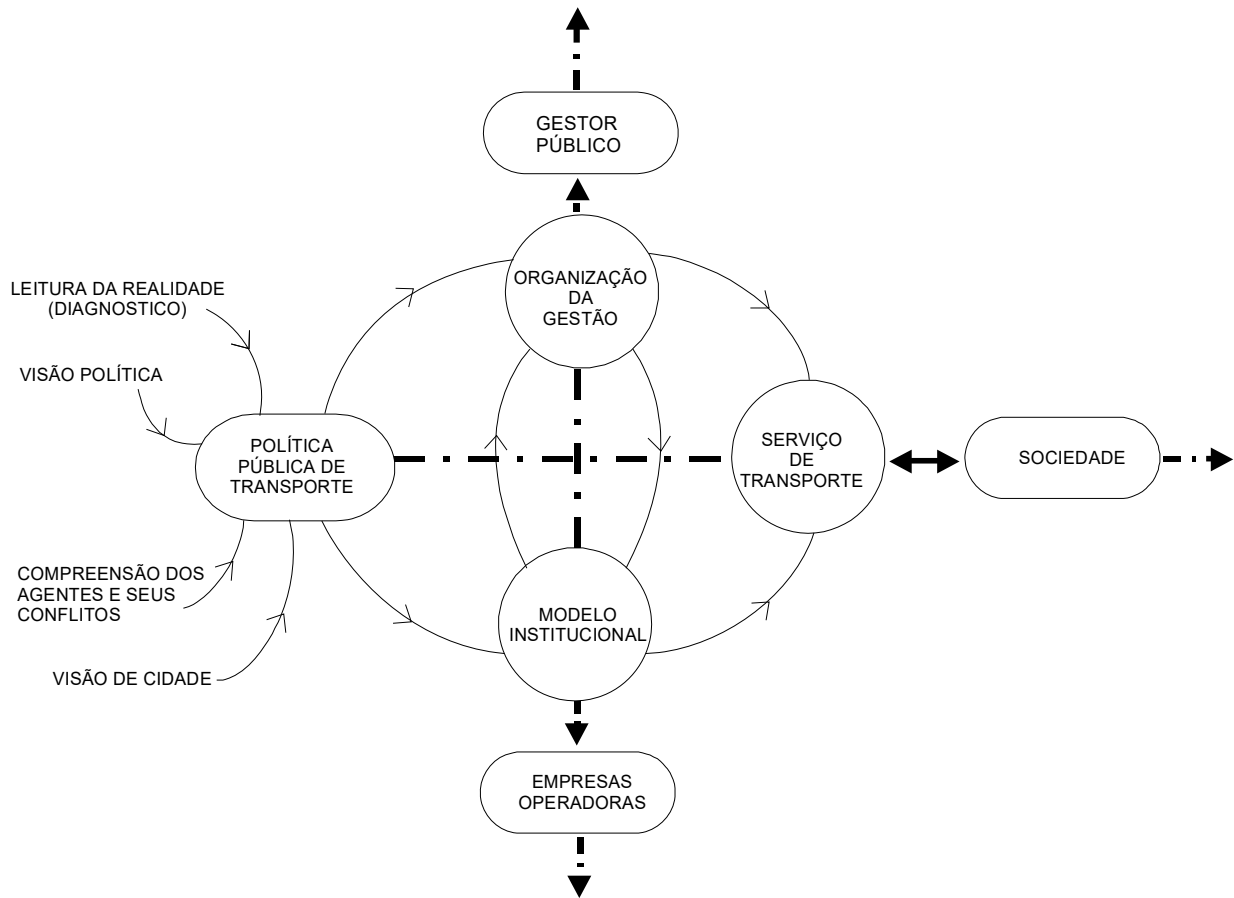 GESTOR
PÚBLICO
ORGANIZAÇÃO
DA
GESTÃO
LEITURA DA REALIDADE
(DIAGNOSTICO)
VISÃO POLÍTICA
POLÍTICA
PÚBLICA DE
TRANSPORTE
SERVIÇO
DE
TRANSPORTE
SOCIEDADE
COMPREENSÃO DOS
AGENTES E SEUS
CONFLITOS
VISÃO DE CIDADE
MODELO
INSTITUCIONAL
EMPRESAS
OPERADORAS